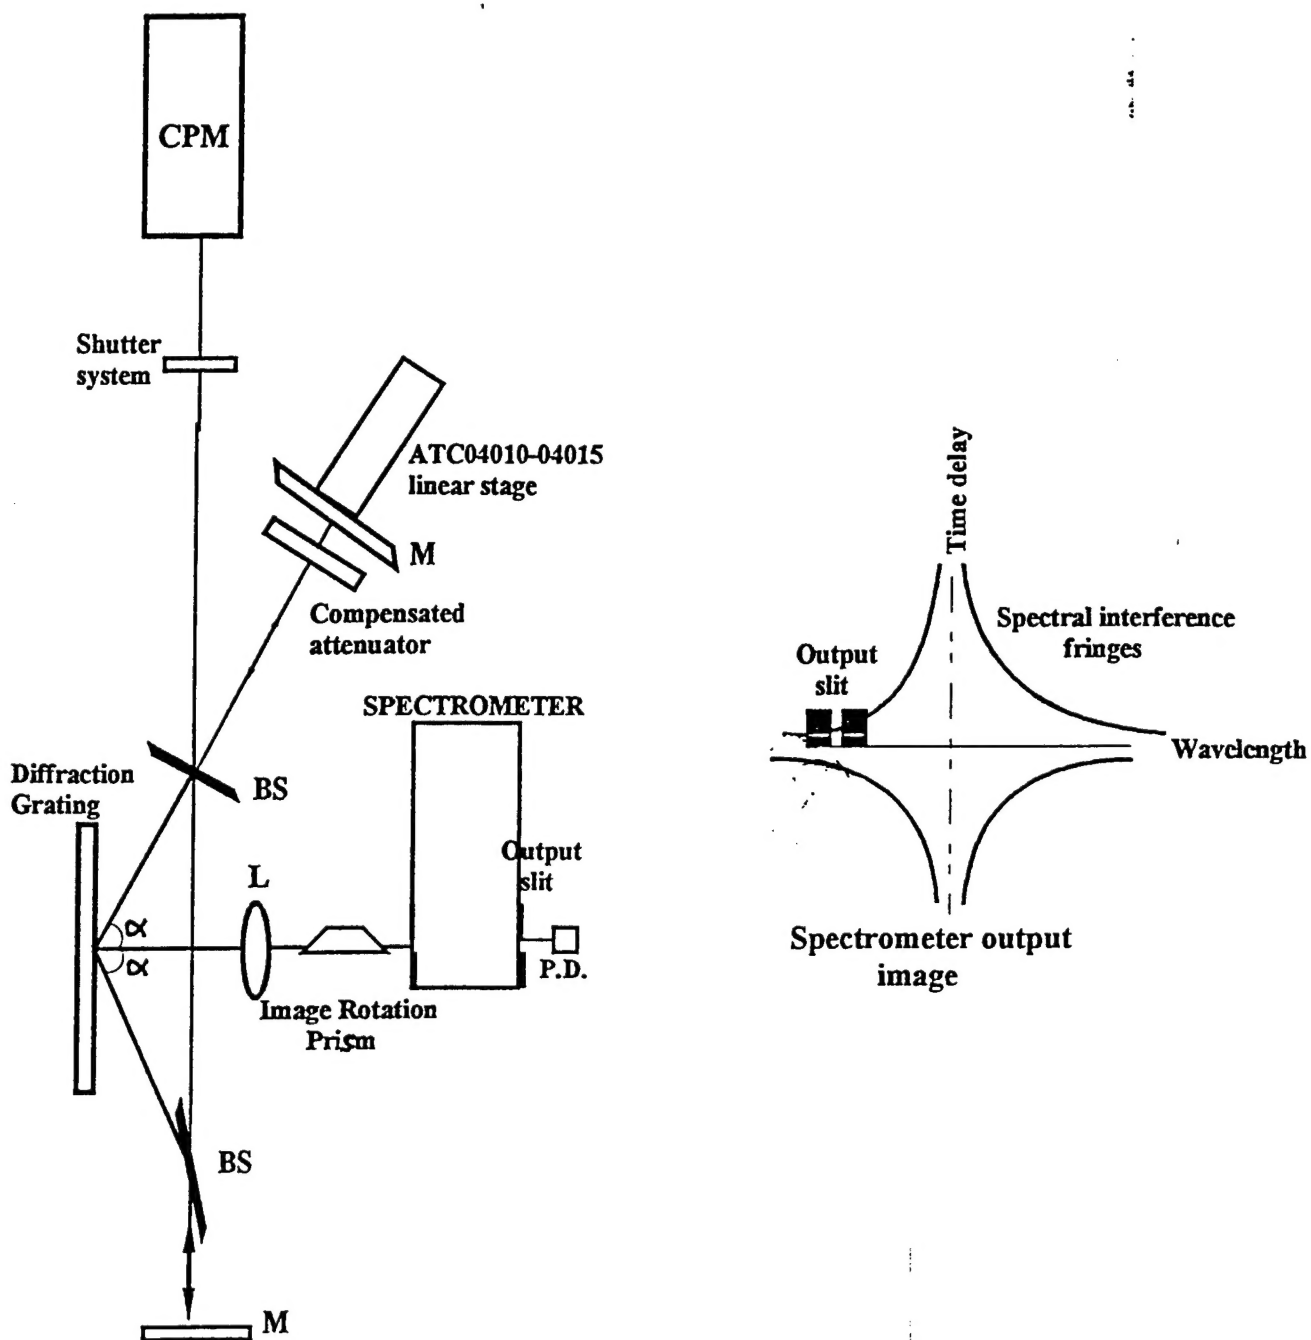 CPM
Shutter
system
ATC04010-04015
linear stage
M
Compensated
attenuator
SPECTROMETER
Diffraction
Grating
BS
Output
slit
L
α
α
P.D.
Image Rotation
Prism
BS
M
Time delay
Spectral interference
fringes
Output
slit
Wavelength
Spectrometer output
image